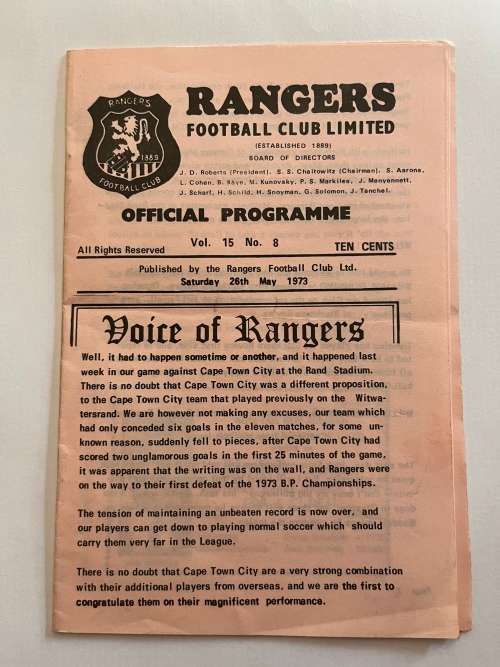 RANGERS
1889
FOOTBALL CLUB
RANGERS
FOOTBALL CLUB LIMITED
(ESTABLISHED 1889)
BOARD OF DIRECTORS
J. D. Roberts (President). S. S. Chaitowitz (Chairman). S. Aarons,
L. Cohen, B. Kaye, M. Kunovsky, P. S. Markiles, J. Menyennett,
J. Scharf, H. Schild, H. Snoyman, G. Solomon, J. Tanchel.
OFFICIAL PROGRAMME
All Rights Reserved
Vol. 15 No. 8
TEN CENTS
Published by the Rangers Football Club Ltd.
Saturday 26th May 1973
Voice of Rangers
Well, it had to happen sometime or another, and it happened last
week in our game against Cape Town City at the Rand Stadium.
There is no doubt that Cape Town City was a different proposition,
to the Cape Town City team that played previously on the Witwa-
tersrand. We are however not making any excuses, our team which
had only conceded six goals in the eleven matches, for some un-
known reason, suddenly fell to pieces, after Cape Town City had
scored two unglamorous goals in the first 25 minutes of the game,
it was apparent that the writing was on the wall, and Rangers were
on the way to their first defeat of the 1973 B.P. Championships.
The tension of maintaining an unbeaten record is now over, and
our players can get down to playing normal soccer which should
carry them very far in the League.
There is no doubt that Cape Town City are a very strong combination
with their additional players from overseas, and we are the first to
congratulate them on their magnificent performance.